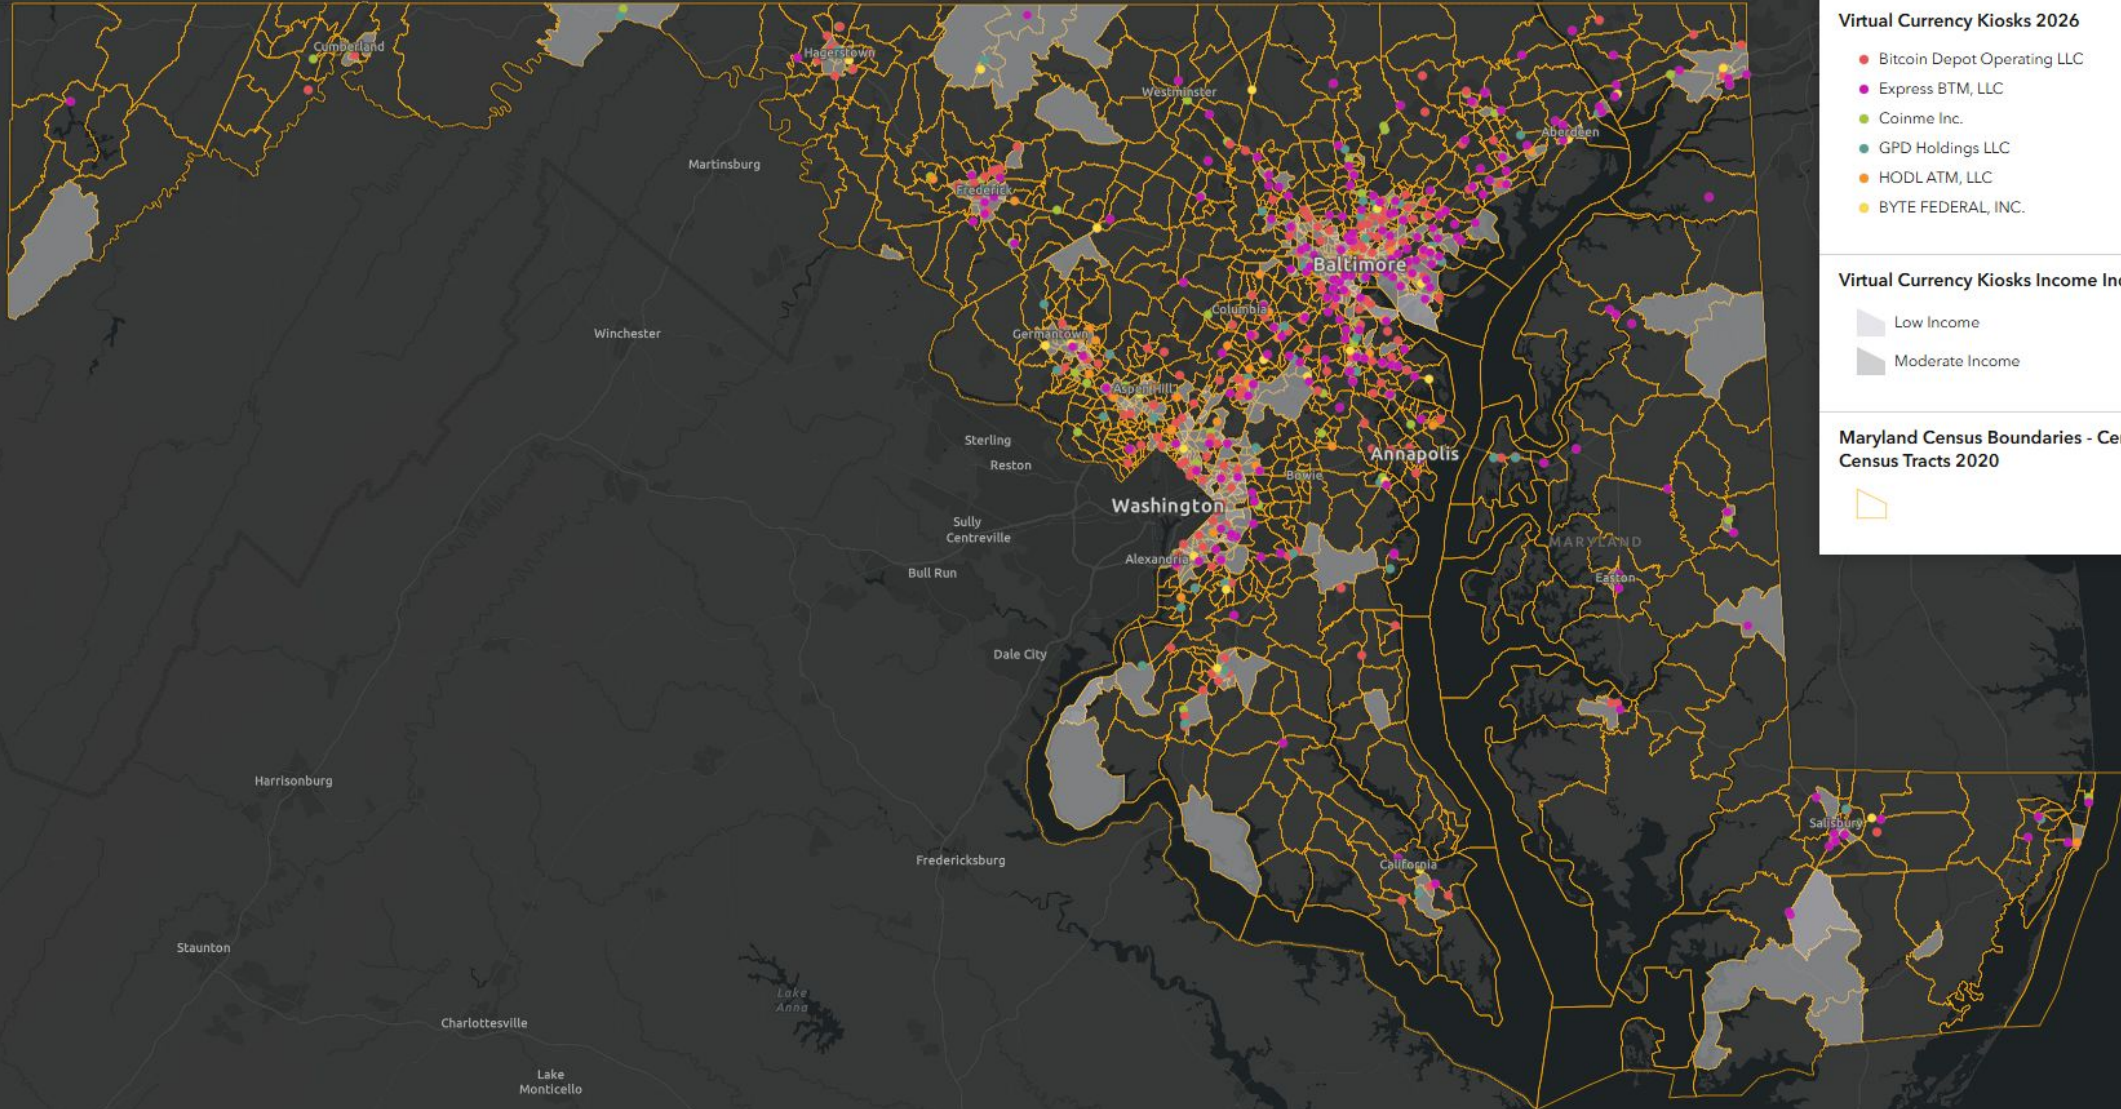 Virtual Currency Kiosks 2026
Bitcoin Depot Operating LLC
Express BTM, LLC
Coinme Inc.
GPD Holdings LLC
HODL ATM, LLC
BYTE FEDERAL, INC.
Virtual Currency Kiosks Income Inc
Low Income
Moderate Income
Maryland Census Boundaries - Cen
Census Tracts 2020
Cumberland
Hagerstown
Westminster
Aberdeen
Martinsburg
Frederick
Baltimore
Columbia
Winchester
Germantown
Aspen Hill
Sterling
Reston
Annapolis
Bowie
Washington
Sully
Centreville
MARYLAND
Alexandria
Bull Run
Easton
Dale City
Harrisonburg
Salisbury
Fredericksburg
California
Staunton
Lake
Anna
Charlottesville
Lake
Monticello